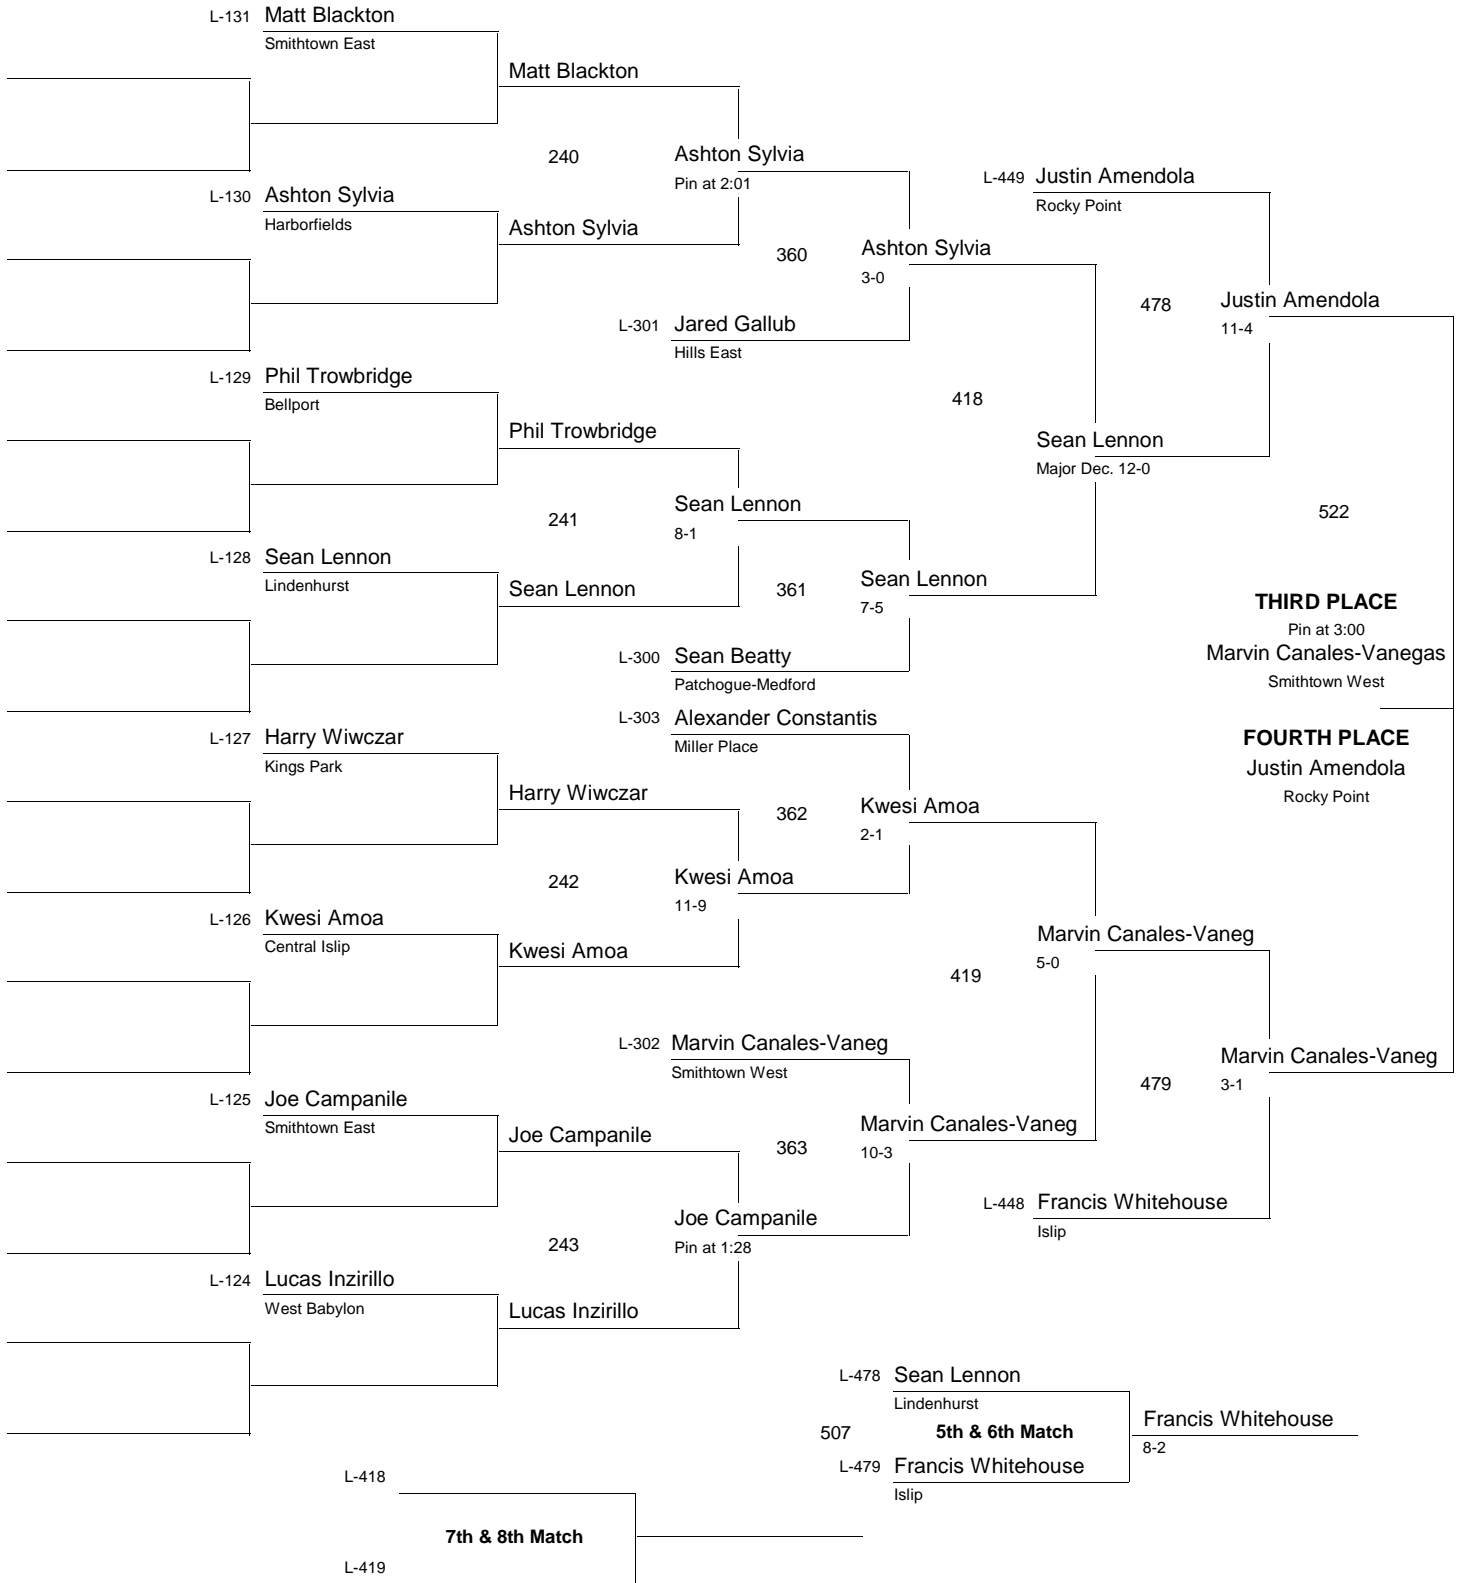 L-131 Matt Blackton
Smithtown East
Matt Blackton
240
Ashton Sylvia
Pin at 2:01
L-130 Ashton Sylvia
Harborfields
Ashton Sylvia
360
Ashton Sylvia
3-0
L-449 Justin Amendola
Rocky Point
478
Justin Amendola
11-4
L-301 Jared Gallub
Hills East
L-129 Phil Trowbridge
Bellport
Phil Trowbridge
418
Sean Lennon
Major Dec. 12-0
241
Sean Lennon
8-1
522
L-128 Sean Lennon
Lindenhurst
Sean Lennon
361
Sean Lennon
7-5
L-300 Sean Beatty
Patchogue-Medford
THIRD PLACE
Pin at 3:00
Marvin Canales-Vanegas
Smithtown West
FOURTH PLACE
Justin Amendola
Rocky Point
L-303 Alexander Constantis
Miller Place
L-127 Harry Wiwczar
Kings Park
Harry Wiwczar
362
Kwesi Amoa
2-1
242
Kwesi Amoa
11-9
L-126 Kwesi Amoa
Central Islip
Kwesi Amoa
419
Marvin Canales-Vaneg
5-0
L-302 Marvin Canales-Vaneg
Smithtown West
479
Marvin Canales-Vaneg
3-1
L-125 Joe Campanile
Smithtown East
Joe Campanile
363
Marvin Canales-Vaneg
10-3
243
Joe Campanile
Pin at 1:28
L-448 Francis Whitehouse
Islip
L-124 Lucas Inzirillo
West Babylon
Lucas Inzirillo
L-478 Sean Lennon
Lindenhurst
507
5th & 6th Match
Francis Whitehouse
8-2
L-479 Francis Whitehouse
Islip
L-418
7th & 8th Match
L-419